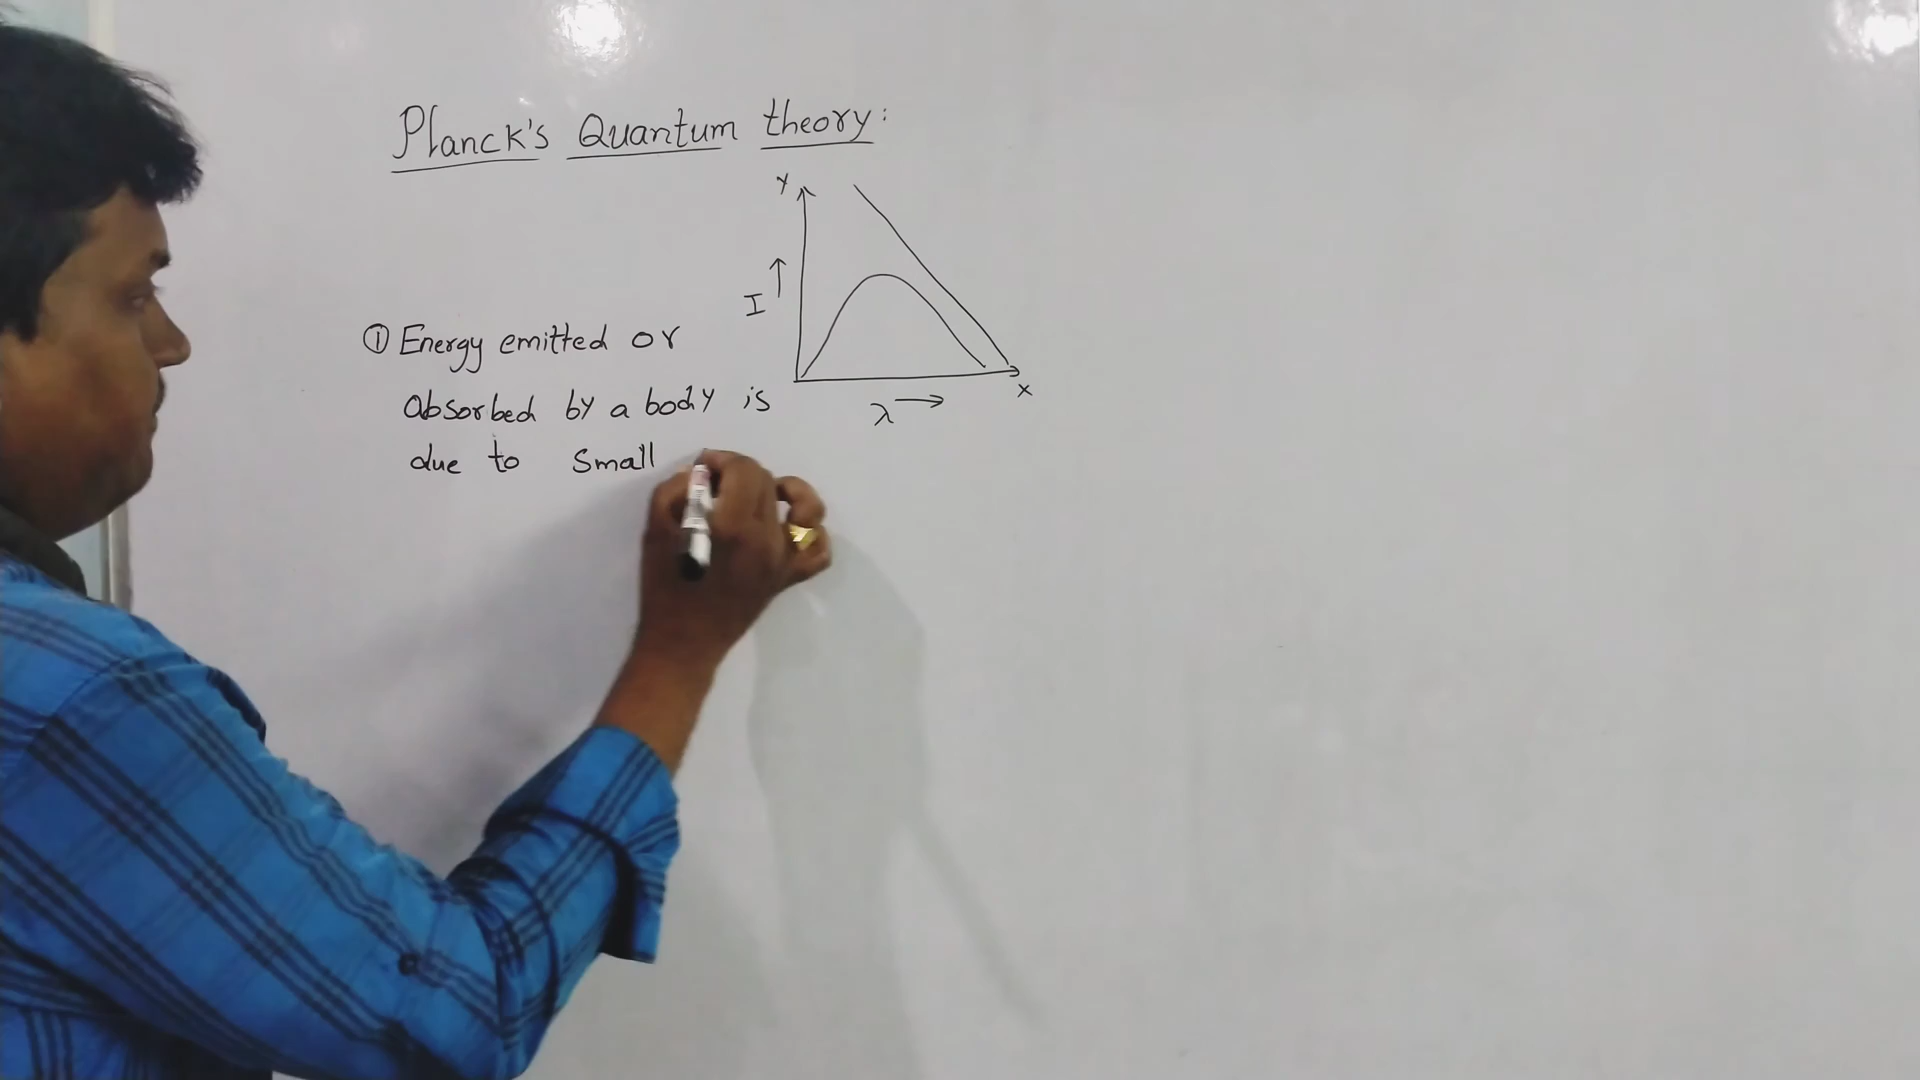 Planck's Quantum theory:
Y
I
λ
X
① Energy emitted or
absorbed by a body is
due to small